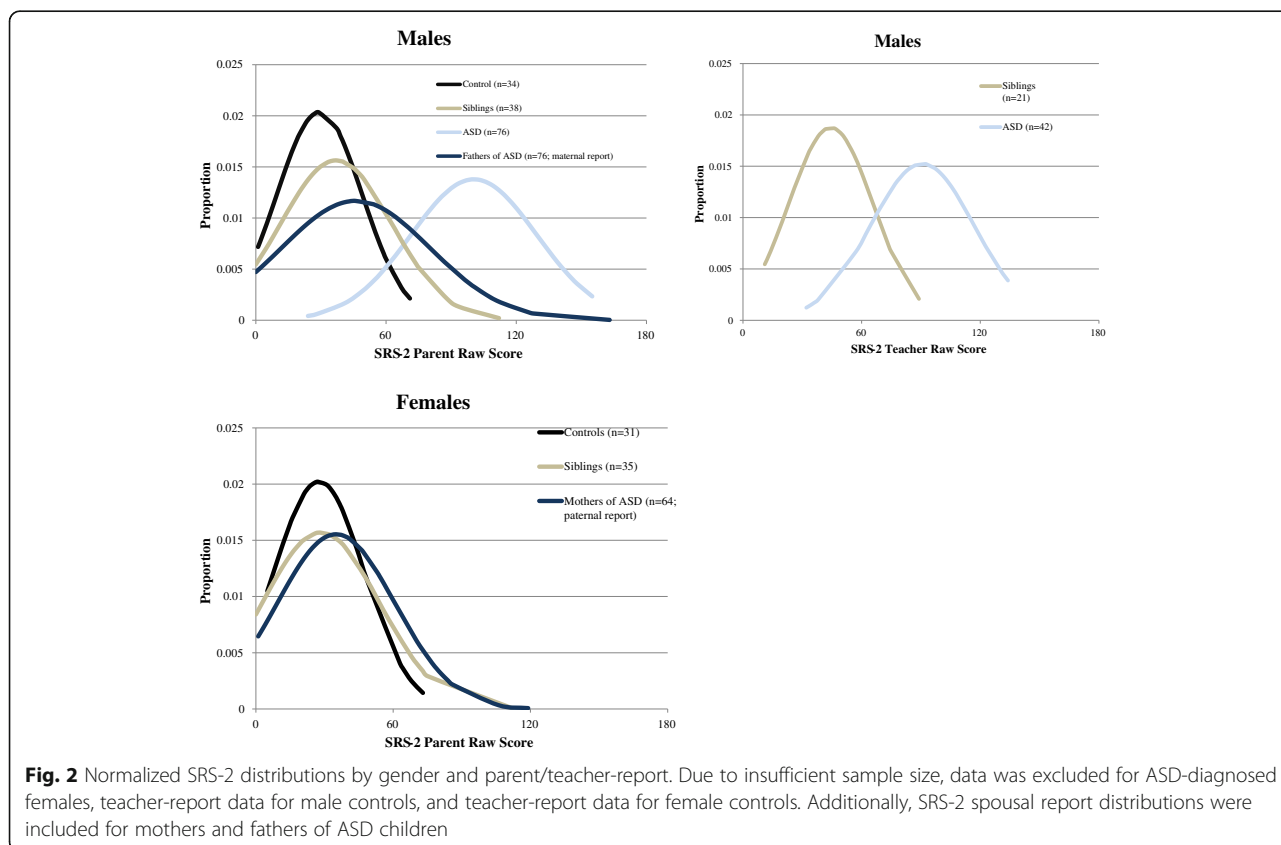 Males
0.025
0.02
0.015
0.01
0.005
0
Proportion
Control (n=34)
Siblings (n=38)
ASD (n=76)
Fathers of ASD (n=76; maternal report)
0
60
120
180
SRS-2 Parent Raw Score
Males
0.025
0.02
0.015
0.01
0.005
0
Proportion
Siblings
(n=21)
ASD (n=42)
0
60
120
180
SRS-2 Teacher Raw Score
Females
0.025
0.02
0.015
0.01
0.005
0
Proportion
Controls (n=31)
Siblings (n=35)
Mothers of ASD (n=64;
paternal report)
0
60
120
180
SRS-2 Parent Raw Score
Fig. 2 Normalized SRS-2 distributions by gender and parent/teacher-report. Due to insufficient sample size, data was excluded for ASD-diagnosed
females, teacher-report data for male controls, and teacher-report data for female controls. Additionally, SRS-2 spousal report distributions were
included for mothers and fathers of ASD children